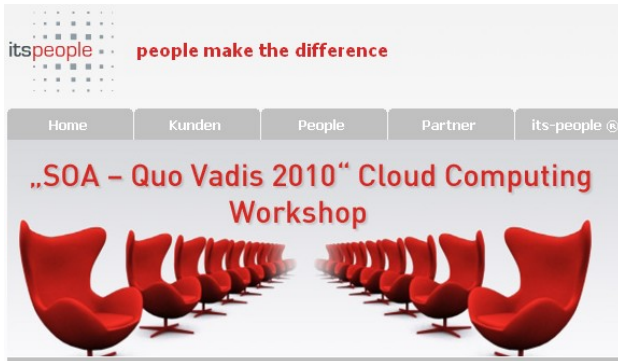 itspeople
people make the difference
Home Kunden People Partner its-people ®
„SOA – Quo Vadis 2010“ Cloud Computing
Workshop